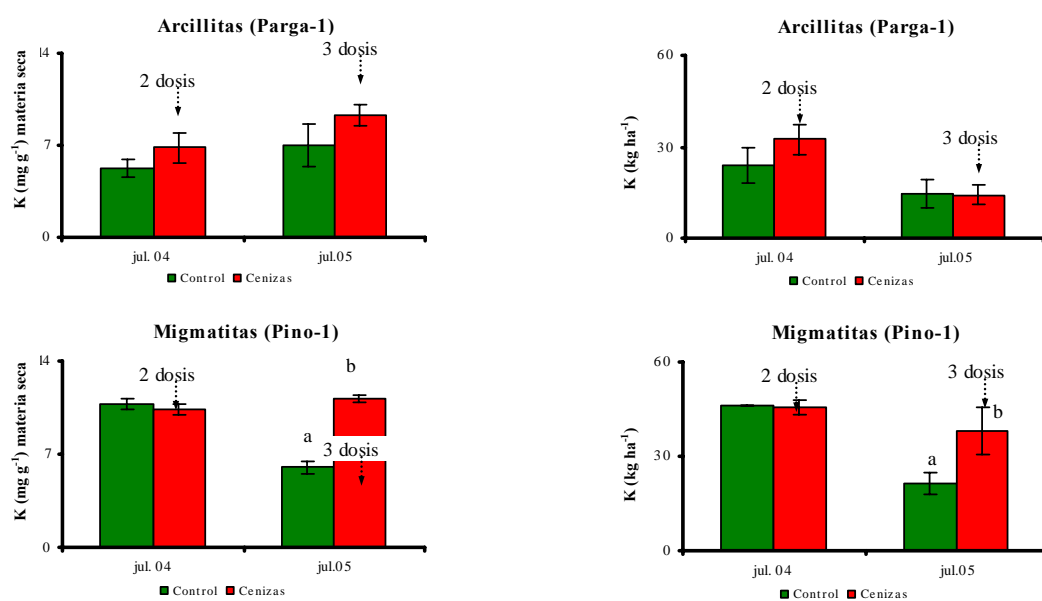 Arcillitas (Parga-1)
K (mg g-1) materia seca
14
7
0
2 dosis
3 dosis
jul. 04
jul.05
Control
Cenizas
Arcillitas (Parga-1)
K (kg ha-1)
60
30
0
2 dosis
3 dosis
jul. 04
jul.05
Control
Cenizas
Migmatitas (Pino-1)
K (mg g-1) materia seca
14
7
0
2 dosis
a
b
3 dosis
jul. 04
jul.05
Control
Cenizas
Migmatitas (Pino-1)
K (kg ha-1)
60
30
0
2 dosis
3 dosis
a
b
jul. 04
jul.05
Control
Cenizas